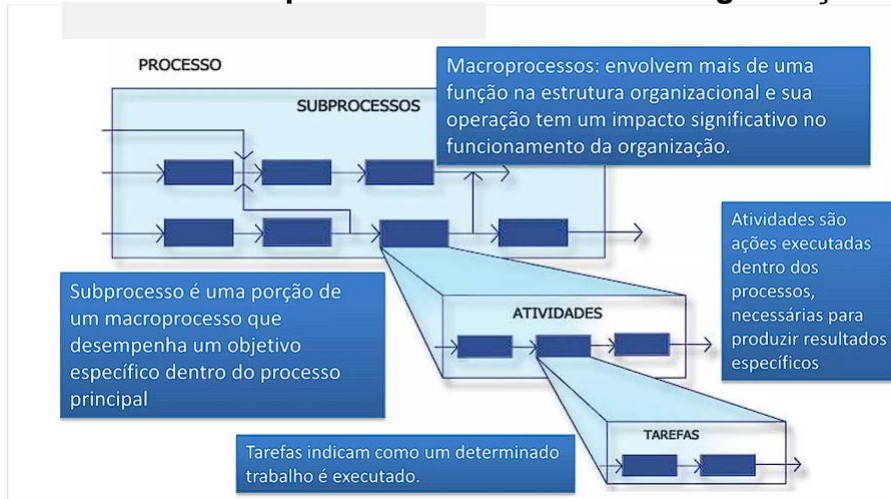 PROCESSO
SUBPROCESSOS
Macroprocessos: envolvem mais de uma
função na estrutura organizacional e sua
operação tem um impacto significativo no
funcionamento da organização.
Atividades são
ações executadas
dentro dos
processos,
necessárias para
produzir resultados
específicos
Subprocesso é uma porção de
um macroprocesso que
desempenha um objetivo
específico dentro do processo
principal
ATIVIDADES
TAREFAS
Tarefas indicam como um determinado
trabalho é executado.